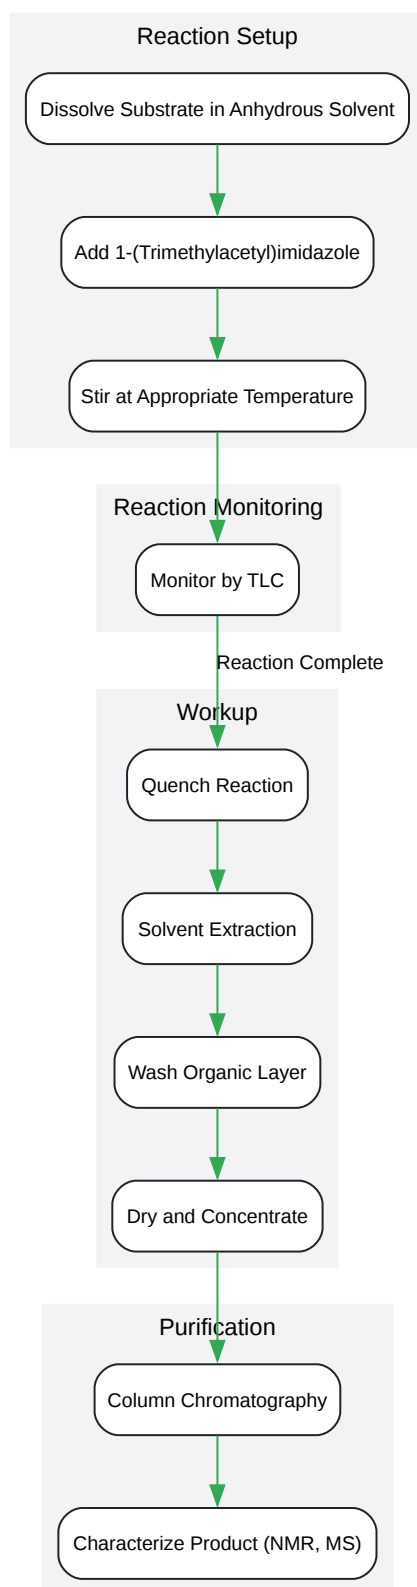 Reaction Setup
Dissolve Substrate in Anhydrous Solvent
Add 1-(Trimethylacetyl)imidazole
Stir at Appropriate Temperature
Reaction Monitoring
Monitor by TLC
Reaction Complete
Workup
Quench Reaction
Solvent Extraction
Wash Organic Layer
Dry and Concentrate
Purification
Column Chromatography
Characterize Product (NMR, MS)